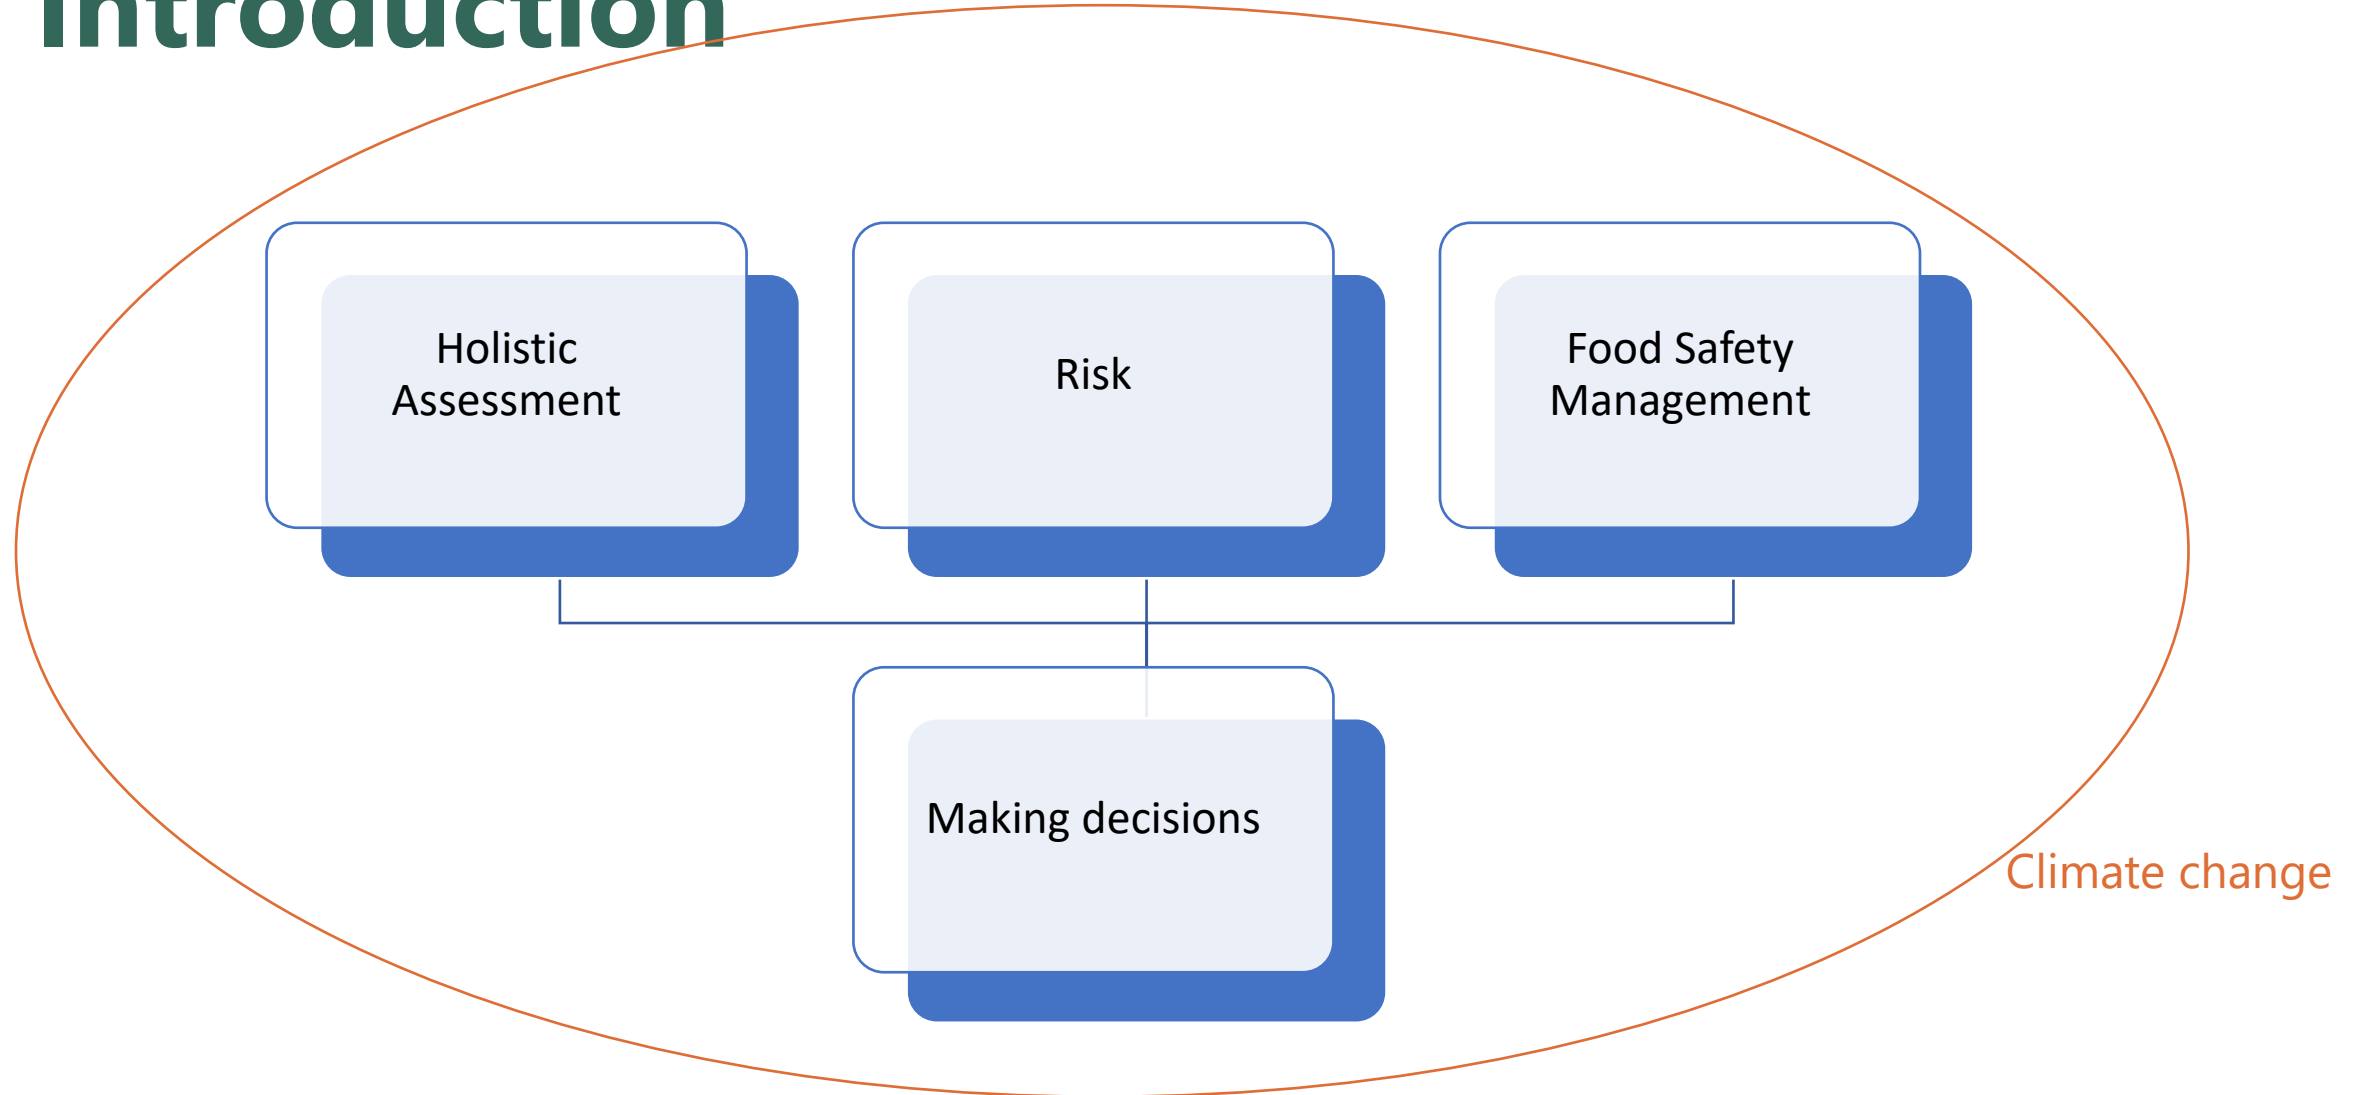 Introduction
Holistic
Assessment
Risk
Food Safety
Management
Making decisions
Climate change